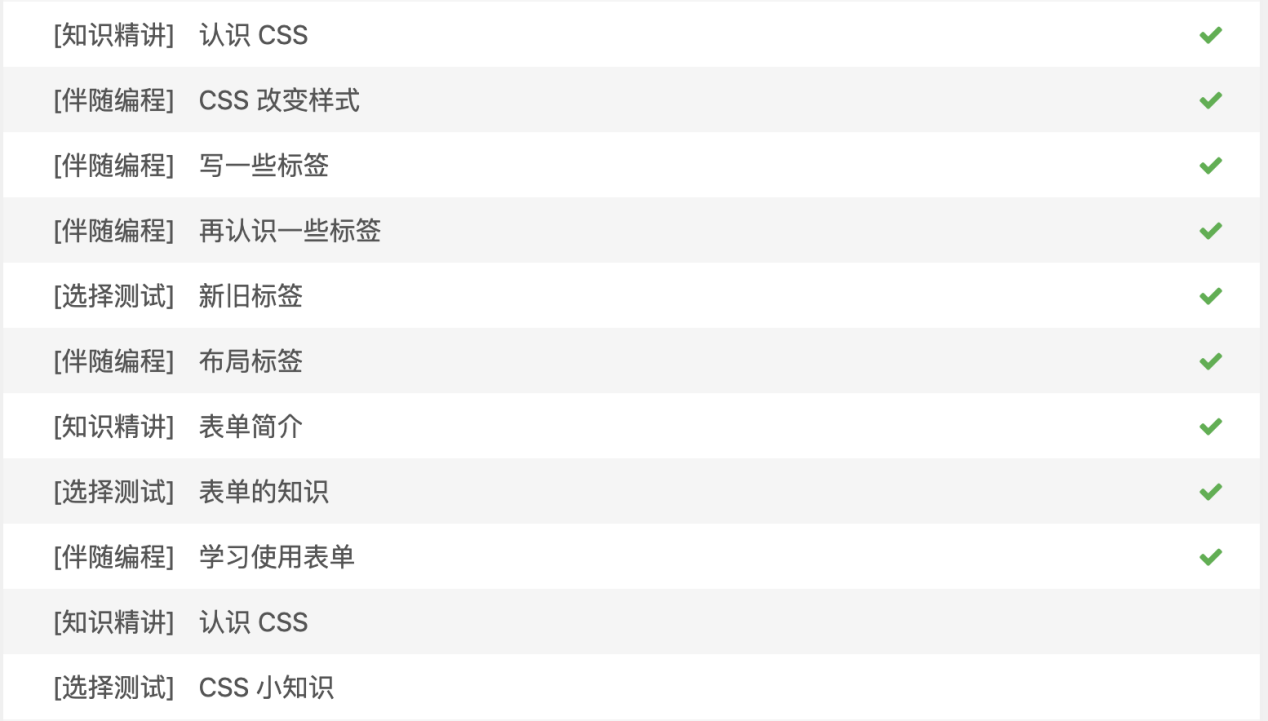 [知识精讲] 认识 CSS
[伴随编程] CSS 改变样式
[伴随编程] 写一些标签
[伴随编程] 再认识一些标签
[选择测试] 新旧标签
[伴随编程] 布局标签
[知识精讲] 表单简介
[选择测试] 表单的知识
[伴随编程] 学习使用表单
[知识精讲] 认识 CSS
[选择测试] CSS 小知识